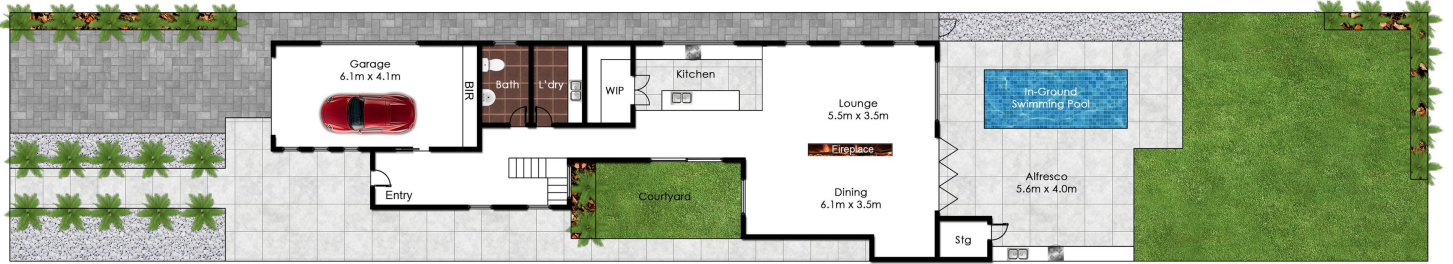 Garage
6.1m x 4.1m
BIR
Bath
L'dry
WIP
Kitchen
Lounge
5.5m x 3.5m
Fireplace
Dining
6.1m x 3.5m
Entry
Courtyard
In-Ground
Swimming Pool
Alfresco
5.6m x 4.0m
Stg